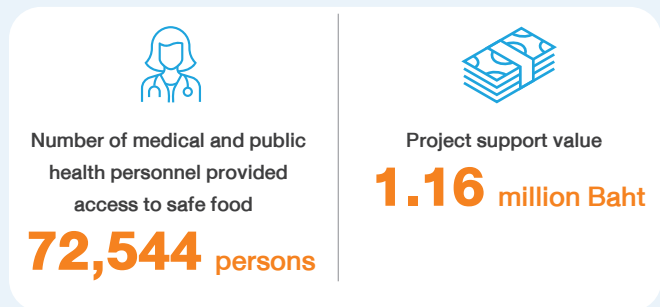 Number of medical and public
health personnel provided
access to safe food
72,544 persons
Project support value
1.16 million Baht